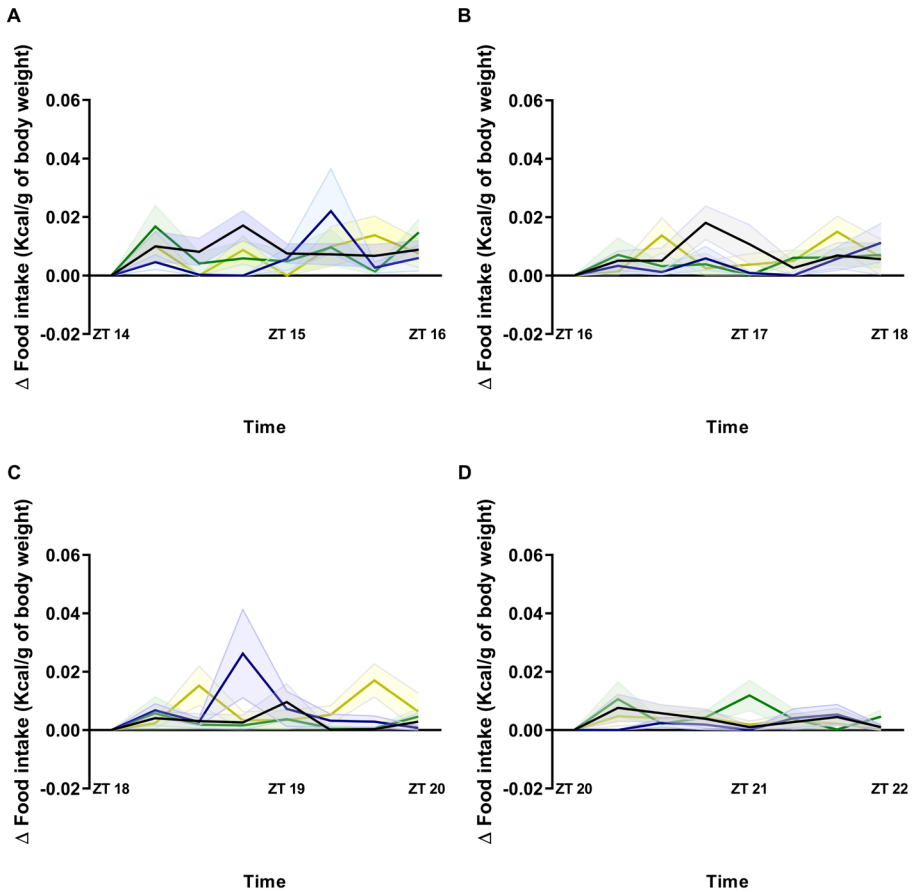 A
Δ Food intake (Kcal/g of body weight)
0.06
0.04
0.02
0.00
-0.02
ZT 14
ZT 15
ZT 16
Time
B
Δ Food intake (Kcal/g of body weight)
0.06
0.04
0.02
0.00
-0.02
ZT 16
ZT 17
ZT 18
Time
C
Δ Food intake (Kcal/g of body weight)
0.06
0.04
0.02
0.00
-0.02
ZT 18
ZT 19
ZT 20
Time
D
Δ Food intake (Kcal/g of body weight)
0.06
0.04
0.02
0.00
-0.02
ZT 20
ZT 21
ZT 22
Time